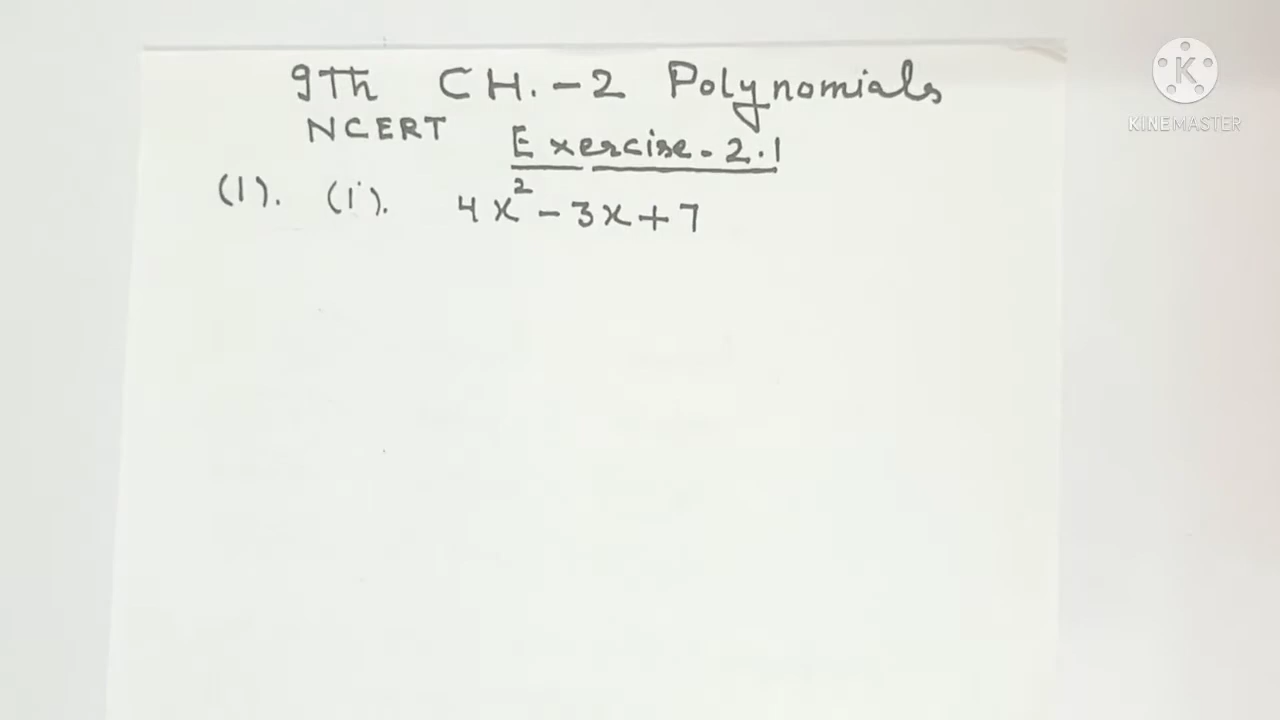 9Th CH.-2 Polynomials
NCERT
Exercise-2.1
(1). (i). 4x²-3x+7
K
KINEMASTER